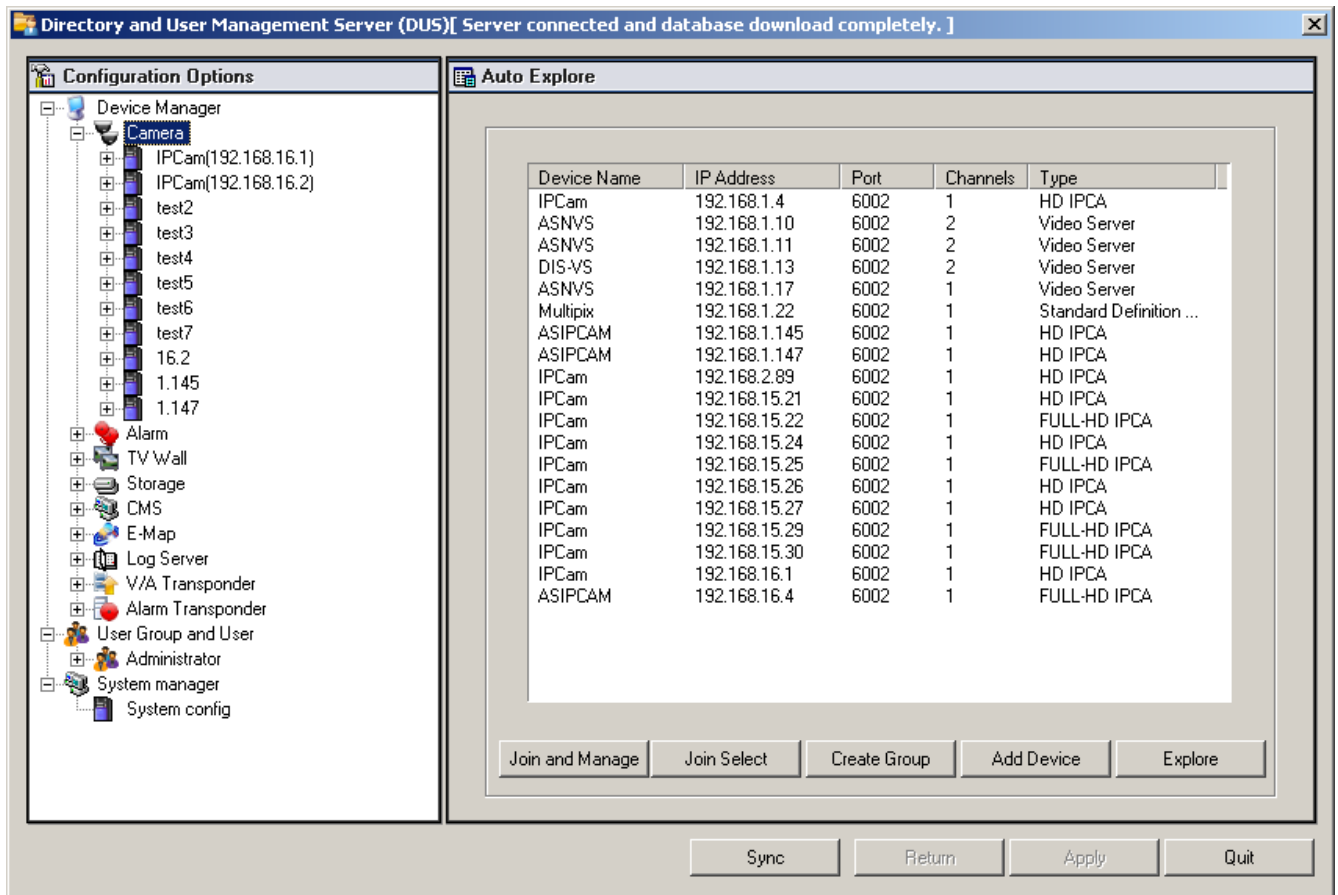 Directory and User Management Server (DUS)[ Server connected and database download completely. ]
Configuration Options
Device Manager
Camera
IPCam(192.168.16.1)
IPCam(192.168.16.2)
test2
test3
test4
test5
test6
test7
16.2
1.145
1.147
Alarm
TV Wall
Storage
CMS
E-Map
Log Server
V/A Transponder
Alarm Transponder
User Group and User
Administrator
System manager
System config
Auto Explore
Device Name IP Address Port Channels Type
IPCam 192.168.1.4 6002 1 HD IPCA
ASNVS 192.168.1.10 6002 2 Video Server
ASNVS 192.168.1.11 6002 2 Video Server
DIS-VS 192.168.1.13 6002 2 Video Server
ASNVS 192.168.1.17 6002 1 Video Server
Multipix 192.168.1.22 6002 1 Standard Definition ...
ASIPCAM 192.168.1.145 6002 1 HD IPCA
ASIPCAM 192.168.1.147 6002 1 HD IPCA
IPCam 192.168.2.89 6002 1 HD IPCA
IPCam 192.168.15.21 6002 1 HD IPCA
IPCam 192.168.15.22 6002 1 FULL-HD IPCA
IPCam 192.168.15.24 6002 1 HD IPCA
IPCam 192.168.15.25 6002 1 FULL-HD IPCA
IPCam 192.168.15.26 6002 1 HD IPCA
IPCam 192.168.15.27 6002 1 HD IPCA
IPCam 192.168.15.29 6002 1 FULL-HD IPCA
IPCam 192.168.15.30 6002 1 FULL-HD IPCA
IPCam 192.168.16.1 6002 1 HD IPCA
ASIPCAM 192.168.16.4 6002 1 FULL-HD IPCA
Join and Manage Join Select Create Group Add Device Explore
Sync Return Apply Quit